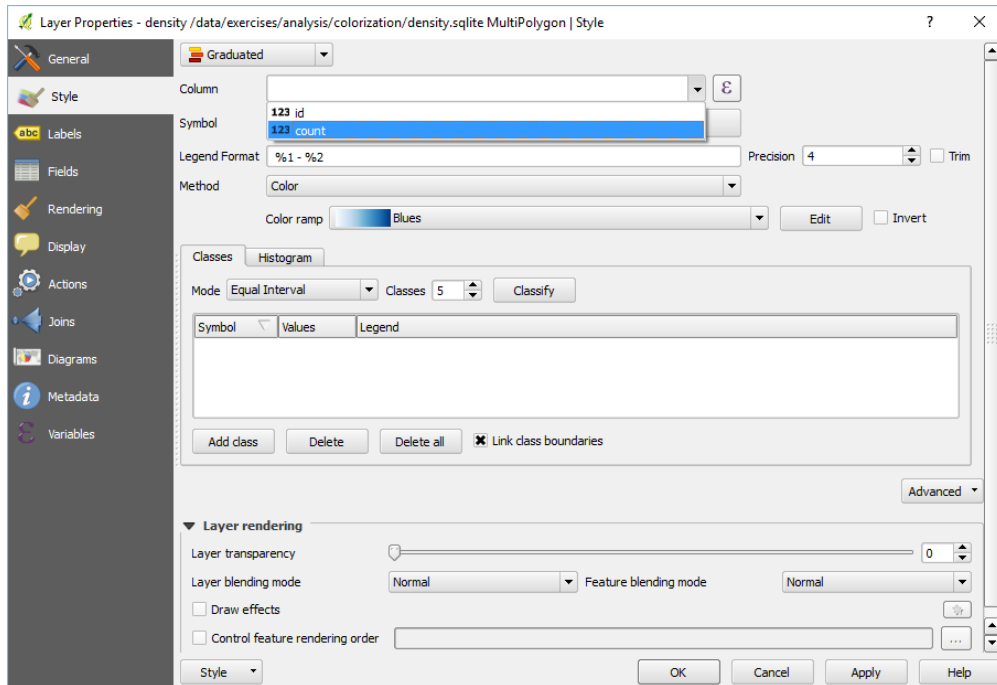 Layer Properties - density /data/exercises/analysis/colorization/density.sqlite MultiPolygon | Style ? X
General
Style
abc Labels
Fields
Rendering
Display
Actions
Joins
Diagrams
i Metadata
ε Variables
Graduated
Column ε
123 id
123 count
Symbol
Legend Format %1 - %2 Precision 4 Trim
Method Color
Color ramp Blues Edit Invert
Classes Histogram
Mode Equal Interval Classes 5 Classify
Symbol Values Legend
Add class Delete Delete all Link class boundaries
Advanced
Layer rendering
Layer transparency 0
Layer blending mode Normal Feature blending mode Normal
Draw effects
Control feature rendering order ...
Style OK Cancel Apply Help